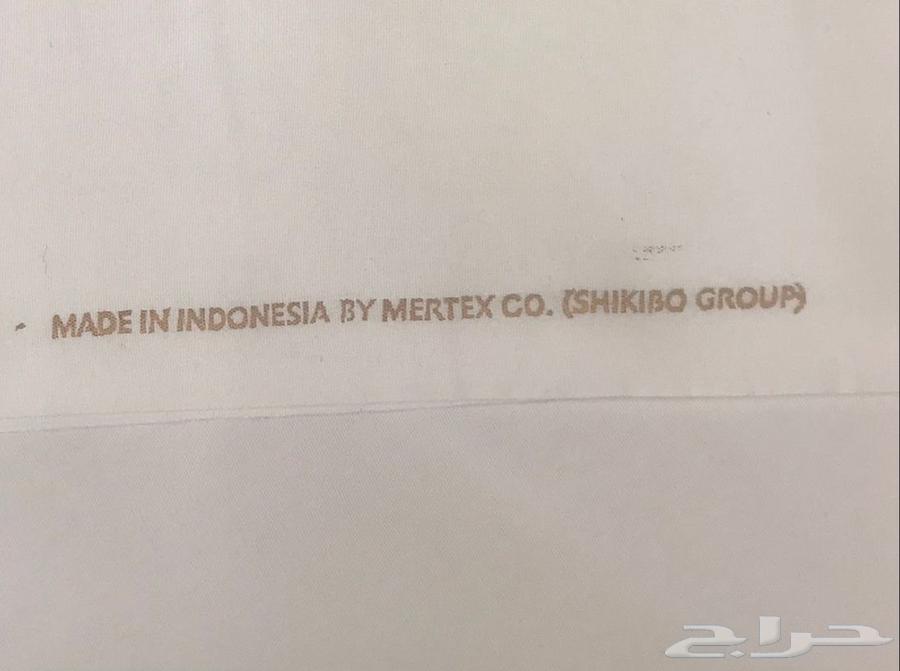 MADE IN INDONESIA BY MERTEX CO. (SHIKIBO GROUP)
حراج